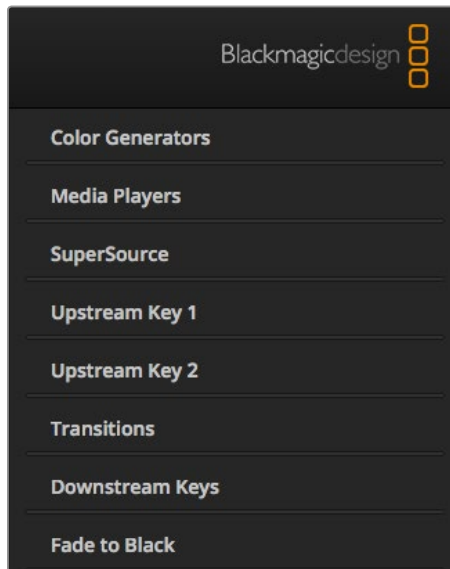 Blackmagicdesign
Color Generators
Media Players
SuperSource
Upstream Key 1
Upstream Key 2
Transitions
Downstream Keys
Fade to Black